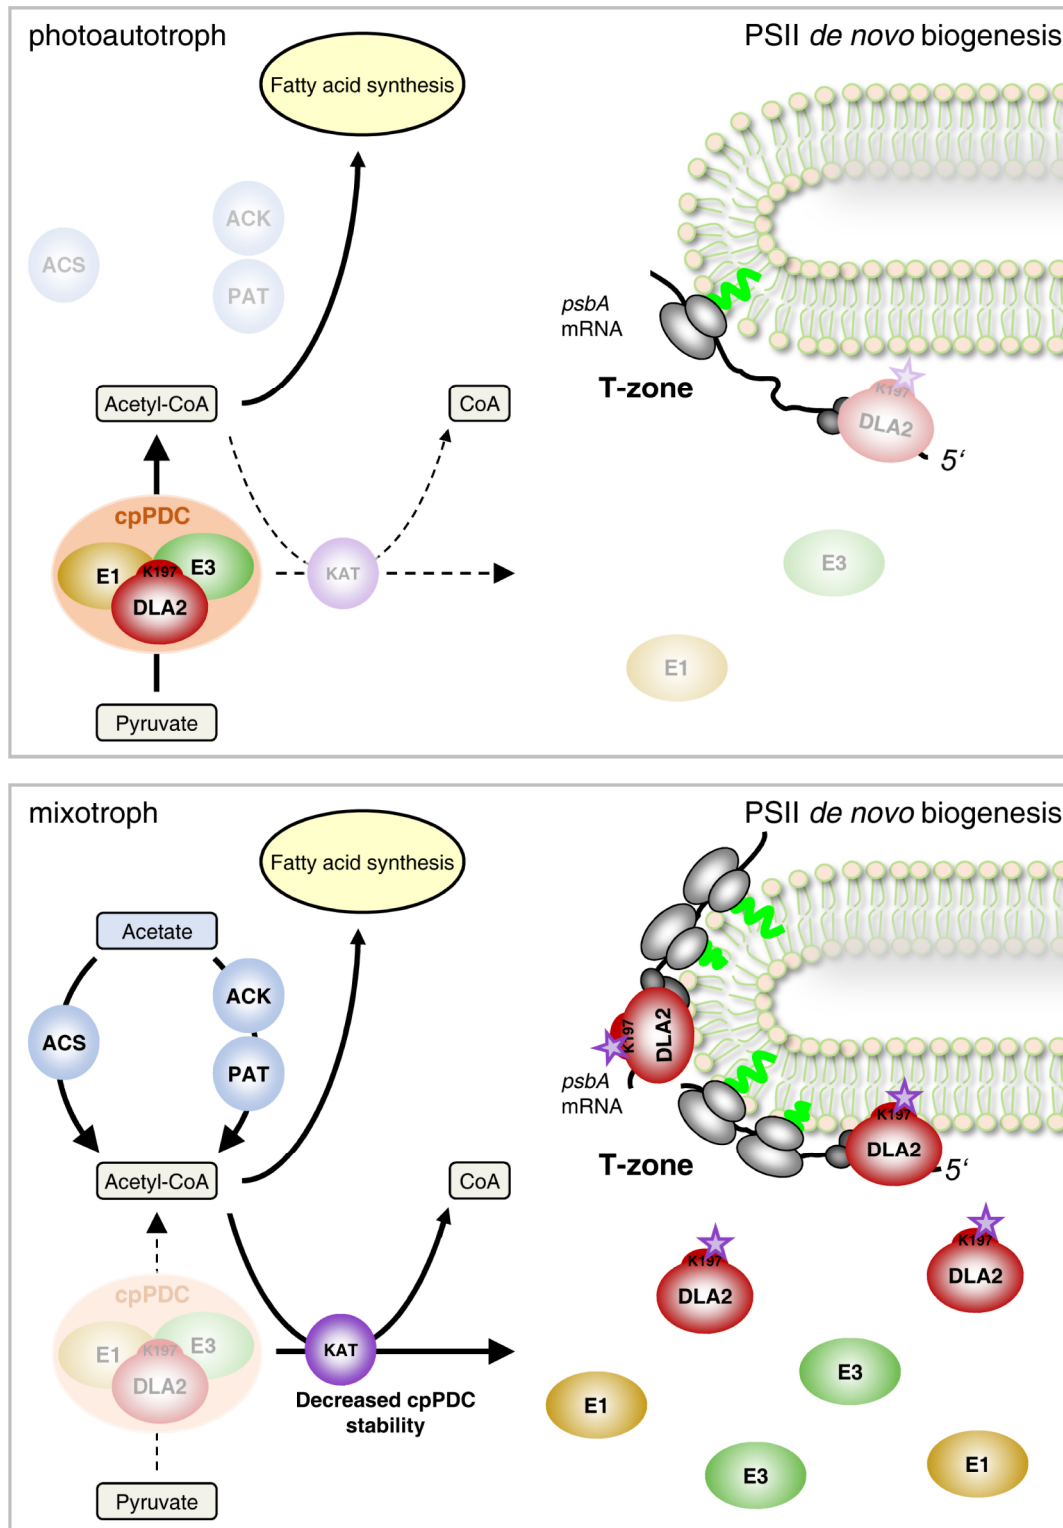 photoautotroph
PSII de novo biogenesis
Fatty acid synthesis
ACK
ACS
PAT
psbA
mRNA
T-zone
Acetyl-CoA
CoA
K197
DLA2
5‘
cpPDC
E1
K197
E3
DLA2
KAT
E3
E1
Pyruvate
mixotroph
PSII de novo biogenesis
Fatty acid synthesis
Acetate
ACK
ACS
PAT
K197
DLA2
psbA
mRNA
K197
DLA2
T-zone
5‘
Acetyl-CoA
CoA
K197
DLA2
K197
DLA2
cpPDC
E1
K197
E3
DLA2
KAT
Decreased cpPDC
stability
E3
E1
E3
E1
Pyruvate